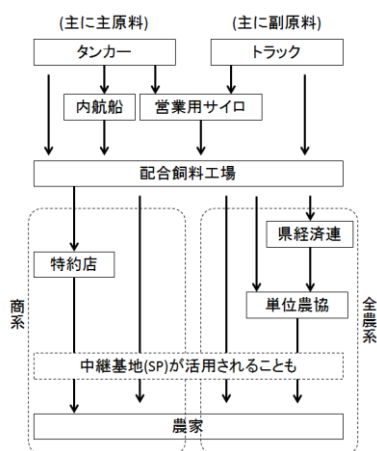 (主に主原料)
(主に副原料)
タンカー
トラック
内航船
営業用サイロ
配合飼料工場
県経済連
特約店
単位農協
商系
全農系
中継基地(SP)が活用されることも
農家